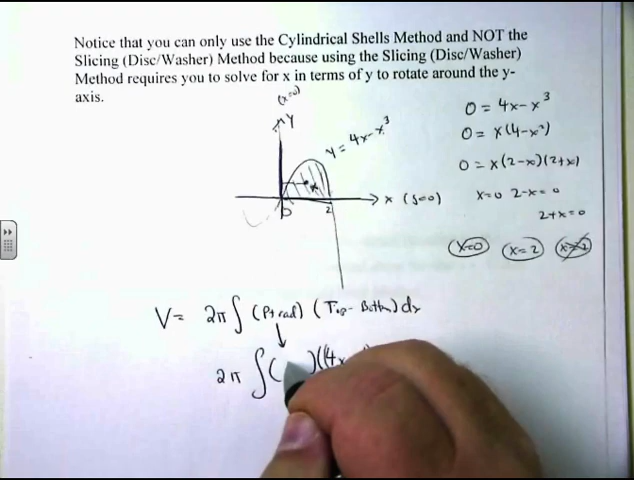 Notice that you can only use the Cylindrical Shells Method and NOT the
Slicing (Disc/Washer) Method because using the Slicing (Disc/Washer)
Method requires you to solve for x in terms of y to rotate around the y-
axis.
(x=0)
y
y = 4x-x³
x (y=0)
0
2
0 = 4x-x³
0 = x(4-x²)
0 = x(2-x)(2+x)
x=0 2-x=0
2+x=0
x=0 x=2
V= 2π∫ (Pt rad) (Top- Bottom) dx
2π ∫( )(4x